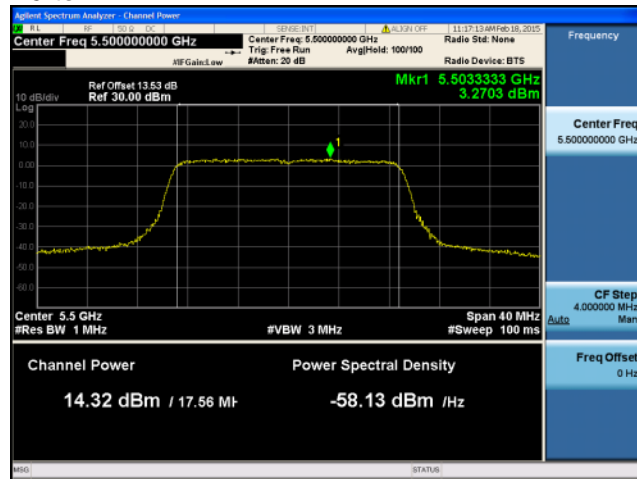 Agilent Spectrum Analyzer - Channel Power
RL RF 50 Ω DC SENSE:INT ALIGN OFF 11:17:13 AM Feb 18, 2015
Center Freq 5.500000000 GHz
Center Freq: 5.500000000 GHz
Radio Std: None
Trig: Free Run Avg|Hold: 100/100
#IFGain:Low #Atten: 20 dB Radio Device: BTS
Frequency
Mkr1 5.5033333 GHz
3.2703 dBm
Ref Offset 13.53 dB
10 dB/div Ref 30.00 dBm
Log
20.0
10.0
0.00
-10.0
-20.0
-30.0
-40.0
-50.0
-60.0
1
Center 5.5 GHz Span 40 MHz
#Res BW 1 MHz #VBW 3 MHz #Sweep 100 ms
Channel Power Power Spectral Density
14.32 dBm / 17.56 MH -58.13 dBm /Hz
Center Freq
5.500000000 GHz
CF Step
4.000000 MHz
Auto Man
Freq Offset
0 Hz
MSG STATUS